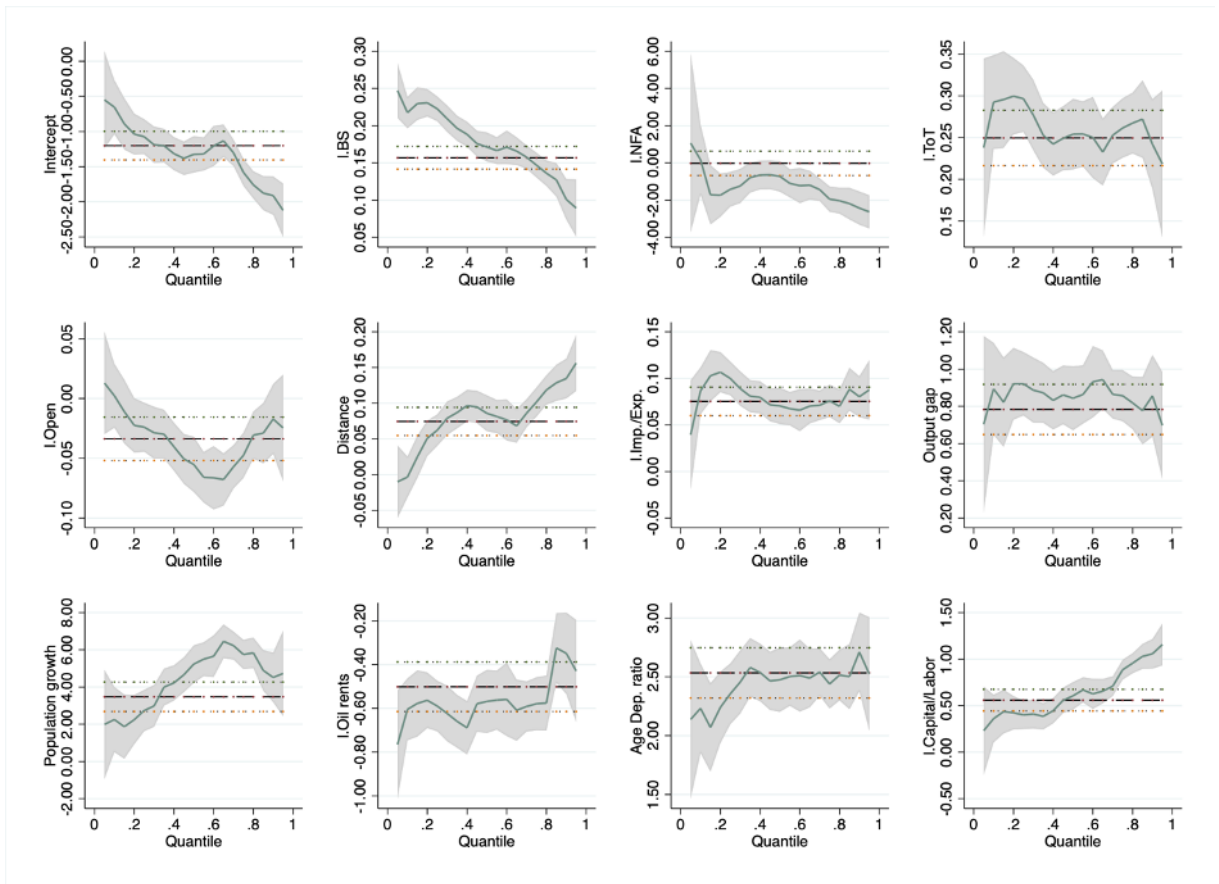 Intercept
0.00
-0.50
-1.00
-1.50
-2.00
-2.50
0 .2 .4 .6 .8 1
Quantile
l.BS
0.30
0.25
0.20
0.15
0.10
0.05
0 .2 .4 .6 .8 1
Quantile
l.NFA
6.00
4.00
2.00
0.00
-2.00
-4.00
0 .2 .4 .6 .8 1
Quantile
l.ToT
0.35
0.30
0.25
0.20
0.15
0 .2 .4 .6 .8 1
Quantile
l.Open
0.05
0.00
-0.05
-0.10
0 .2 .4 .6 .8 1
Quantile
Distance
0.20
0.15
0.10
0.05
0.00
-0.05
0 .2 .4 .6 .8 1
Quantile
l.Imp./Exp.
0.15
0.10
0.05
0.00
-0.05
0 .2 .4 .6 .8 1
Quantile
Output gap
1.20
1.00
0.80
0.60
0.40
0.20
0 .2 .4 .6 .8 1
Quantile
Population growth
8.00
6.00
4.00
2.00
0.00
-2.00
0 .2 .4 .6 .8 1
Quantile
l.Oil rents
-0.20
-0.40
-0.60
-0.80
-1.00
0 .2 .4 .6 .8 1
Quantile
Age Dep. ratio
3.00
2.50
2.00
1.50
0 .2 .4 .6 .8 1
Quantile
l.Capital/Labor
1.50
1.00
0.50
0.00
-0.50
0 .2 .4 .6 .8 1
Quantile